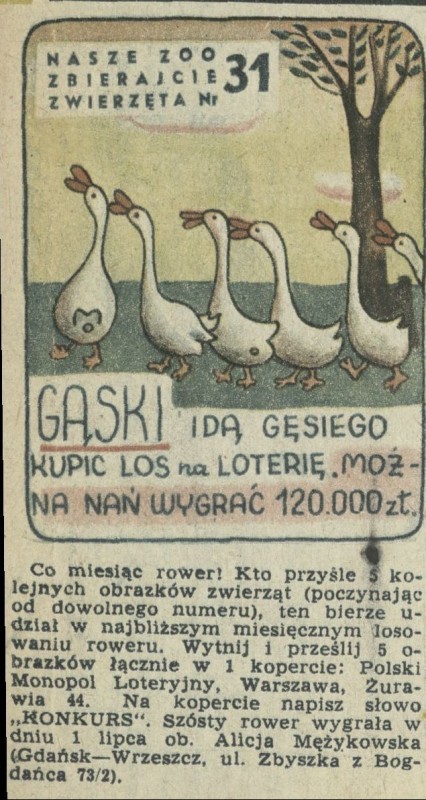 NASZE ZOO
ZBIERAJCIE
ZWIERZĘTA Nr 31
GĄSKI IDĄ GĘSIEGO
KUPIC LOS na LOTERIĘ. MOŻ-
NA NAŃ WYGRAĆ 120.000 zł.
Co miesiąc rower! Kto przyśle 5 ko-
lejnych obrazków zwierząt (poczynając
od dowolnego numeru), ten bierze u-
dział w najbliższym miesięcznym loso-
waniu roweru. Wytnij i prześlij 5 o-
brazków łącznie w 1 kopercie: Polski
Monopol Loteryjny, Warszawa, Żura-
wia 44. Na kopercie napisz słowo
„KONKURS“. Szósty rower wygrała w
dniu 1 lipca ob. Alicja Mężykowska
(Gdańsk—Wrzeszcz, ul. Zbyszka z Bog-
dańca 73/2).